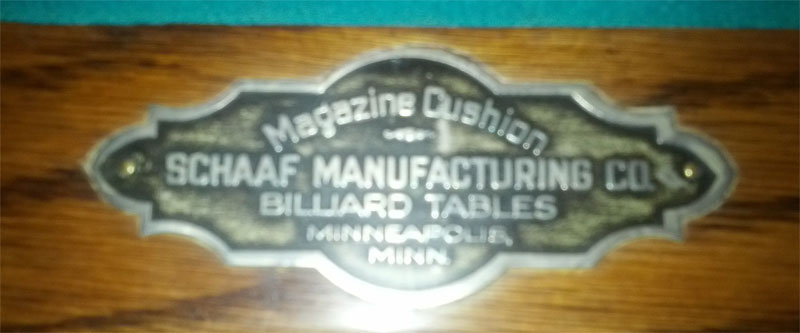 Magazine Cushion
SCHAAF MANUFACTURING CO.
BILLIARD TABLES
MINNEAPOLIS,
MINN.